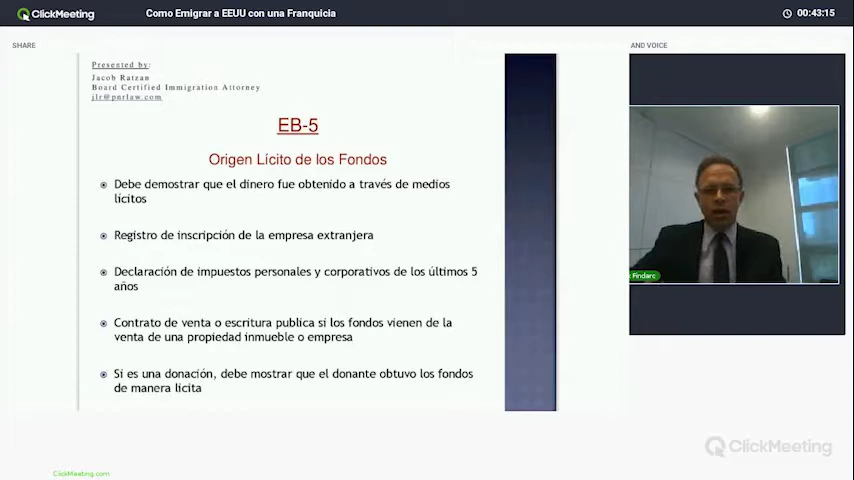 ClickMeeting
Como Emigrar a EEUU con una Franquicia
00:43:15
SHARE
AND VOICE
Presented by:
Jacob Ratzan
Board Certified Immigration Attorney
jlr@pnrlaw.com
EB-5
Origen Lícito de los Fondos
Debe demostrar que el dinero fue obtenido a través de medios
lícitos
Registro de inscripción de la empresa extranjera
Declaración de impuestos personales y corporativos de los últimos 5
años
Contrato de venta o escritura publica si los fondos vienen de la
venta de una propiedad inmueble o empresa
Si es una donación, debe mostrar que el donante obtuvo los fondos
de manera licita
Findarc
ClickMeeting
ClickMeeting.com